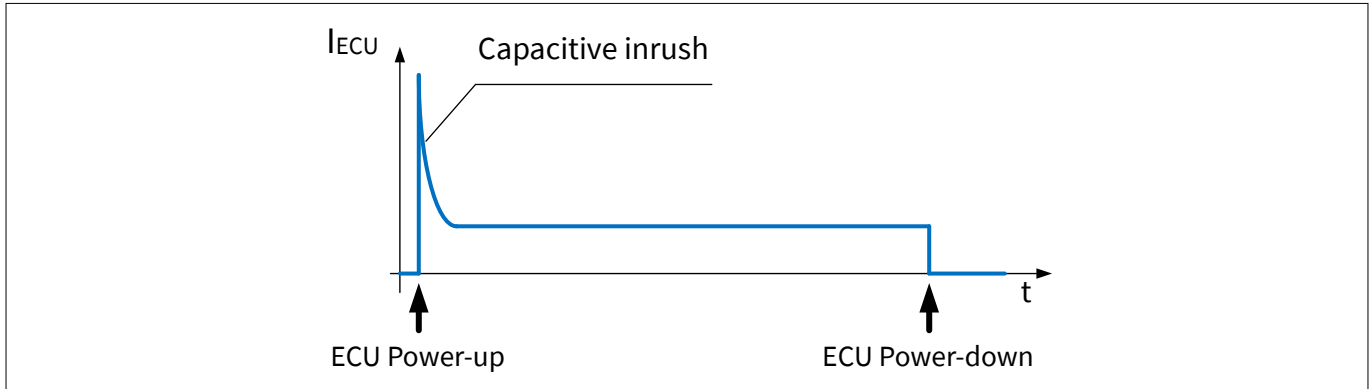 IECU
Capacitive inrush
t
ECU Power-up
ECU Power-down